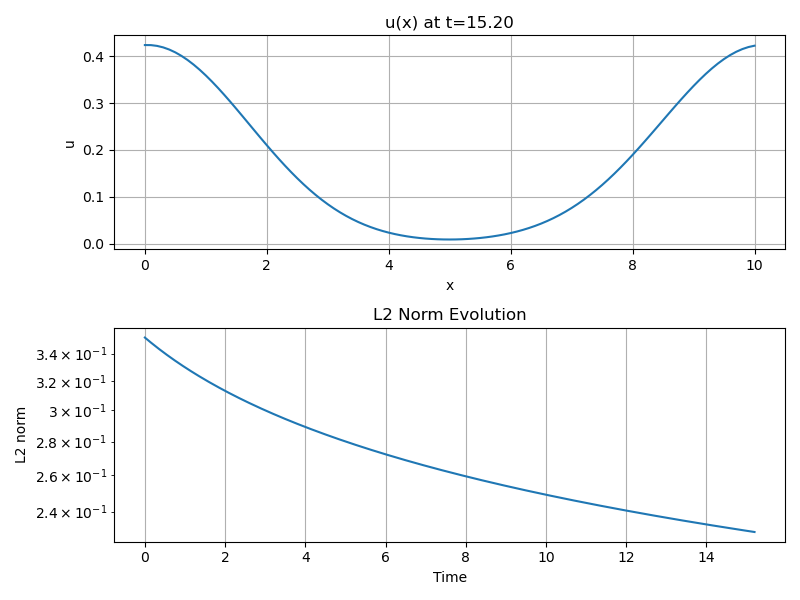 u(x) at t=15.20
u
0.4
0.3
0.2
0.1
0.0
0 2 4 6 8 10
x
L2 Norm Evolution
L2 norm
3.4 × 10⁻¹
3.2 × 10⁻¹
3 × 10⁻¹
2.8 × 10⁻¹
2.6 × 10⁻¹
2.4 × 10⁻¹
0 2 4 6 8 10 12 14
Time